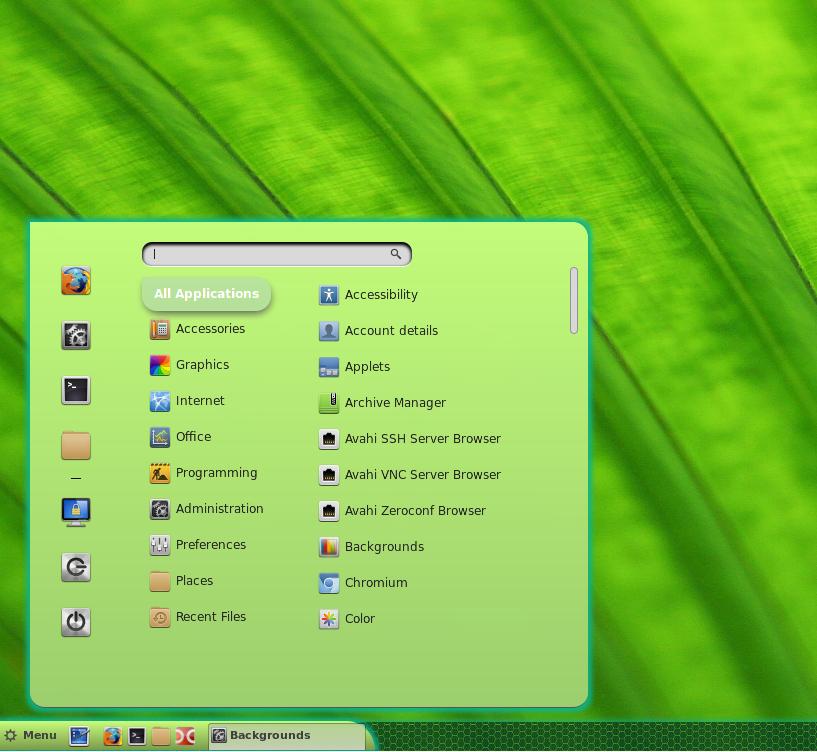 All Applications
Accessories
Graphics
Internet
Office
Programming
Administration
Preferences
Places
Recent Files
Accessibility
Account details
Applets
Archive Manager
Avahi SSH Server Browser
Avahi VNC Server Browser
Avahi Zeroconf Browser
Backgrounds
Chromium
Color
Menu
Backgrounds